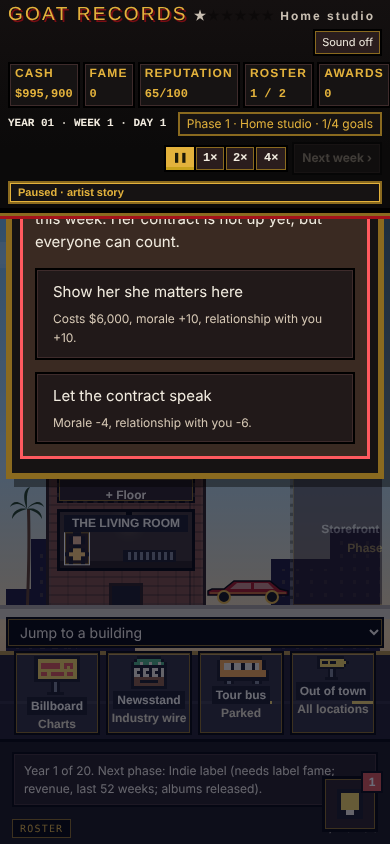 GOAT RECORDS ★★★★★★ Home studio
Sound off
CASH FAME REPUTATION ROSTER AWARDS
$995,900 0 65/100 1 / 2 0
YEAR 01 · WEEK 1 · DAY 1 Phase 1 · Home studio · 1/4 goals
1× 2× 4× Next week ›
Paused · artist story
this week. Her contract is not up yet, but
everyone can count.
Show her she matters here
Costs $6,000, morale +10, relationship with you
+10.
Let the contract speak
Morale -4, relationship with you -6.
+ Floor
THE LIVING ROOM
Storefront
Phase
Jump to a building
Billboard Newsstand Tour bus Out of town
Charts Industry wire Parked All locations
Year 1 of 20. Next phase: Indie label (needs label fame;
revenue, last 52 weeks; albums released).
1
ROSTER